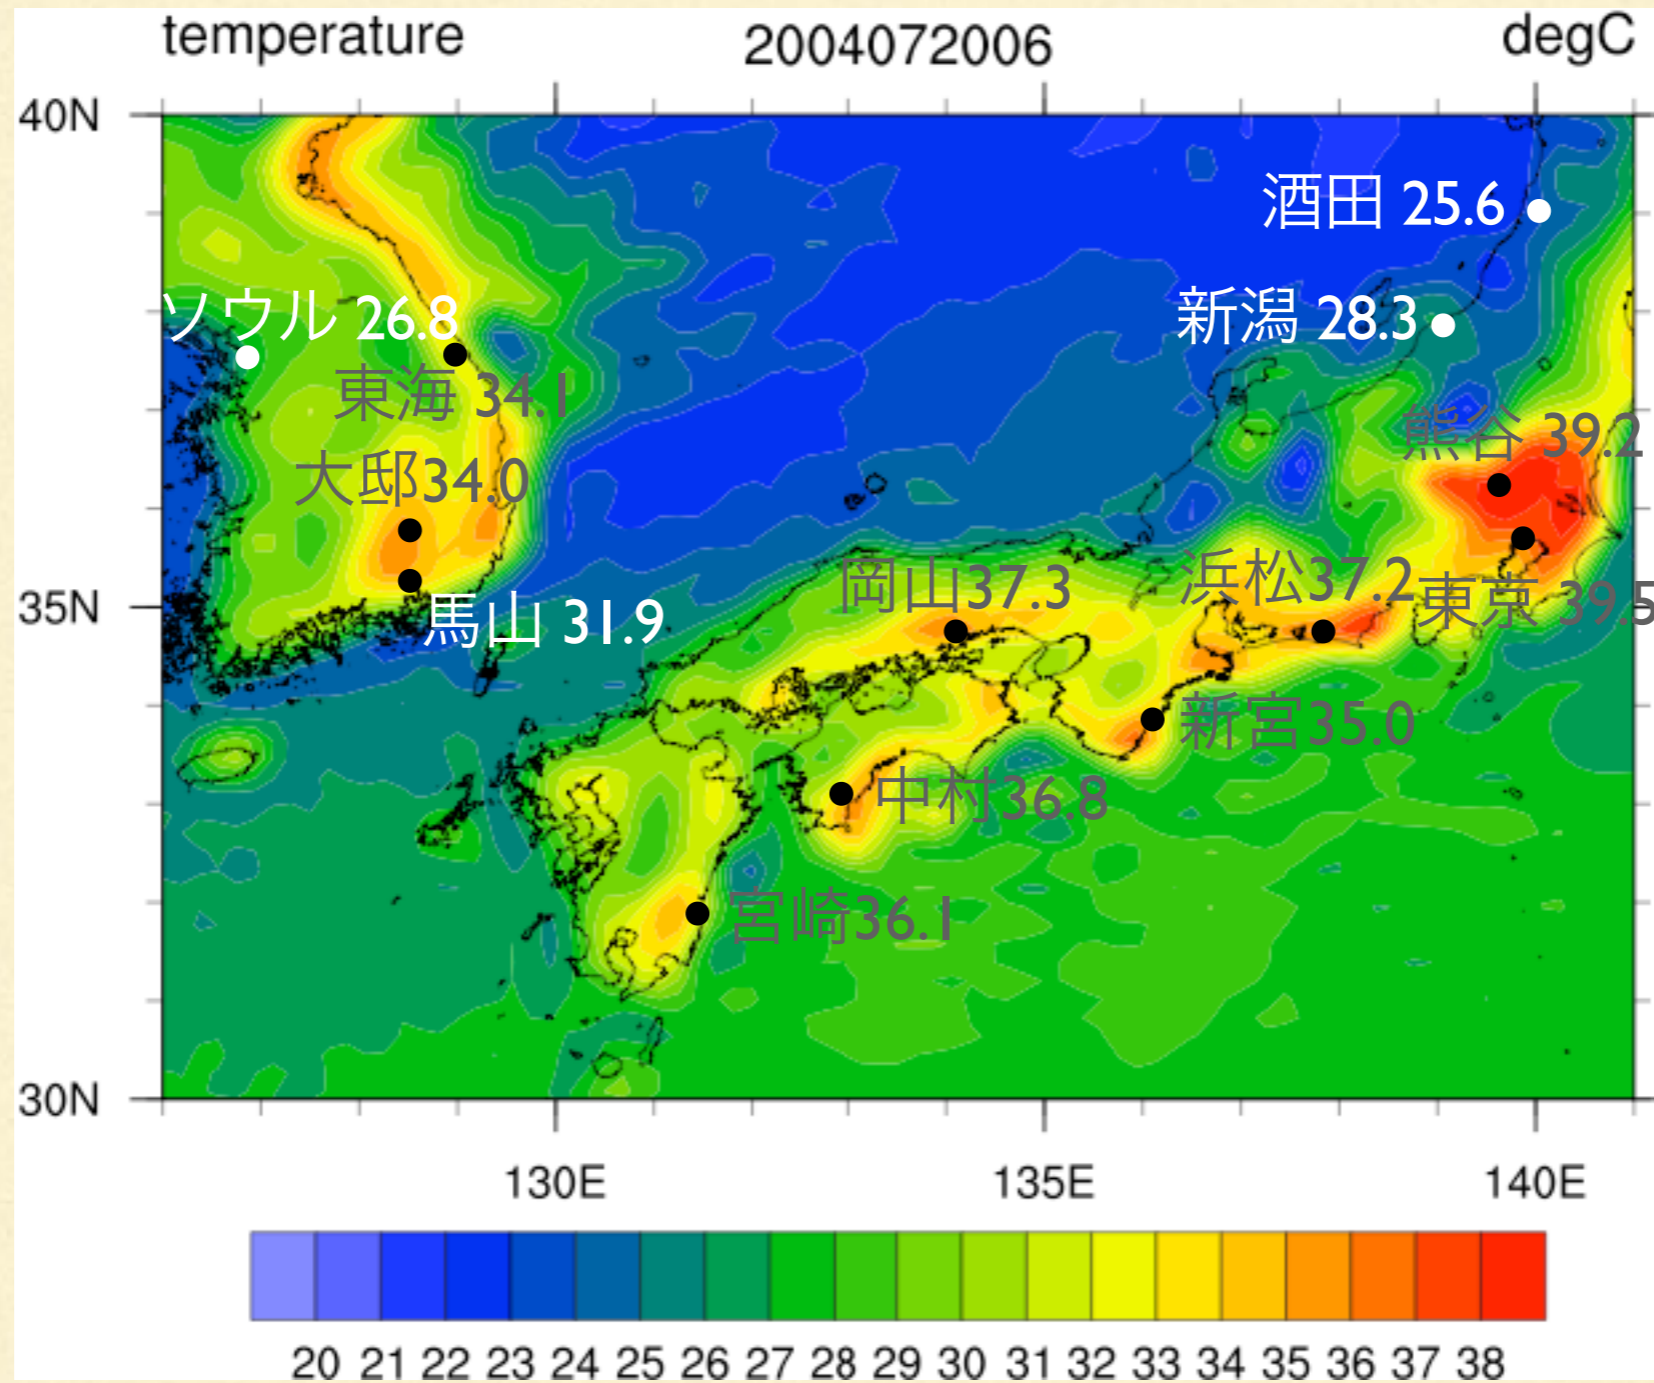 temperature 2004072006 degC
40N
酒田 25.6
ソウル 26.8
新潟 28.3
東海 34.1
熊谷 39.2
大邸34.0
岡山37.3
浜松37.2
東京 39.5
35N
馬山 31.9
新宮35.0
中村36.8
宮崎36.1
30N
130E 135E 140E
20 21 22 23 24 25 26 27 28 29 30 31 32 33 34 35 36 37 38